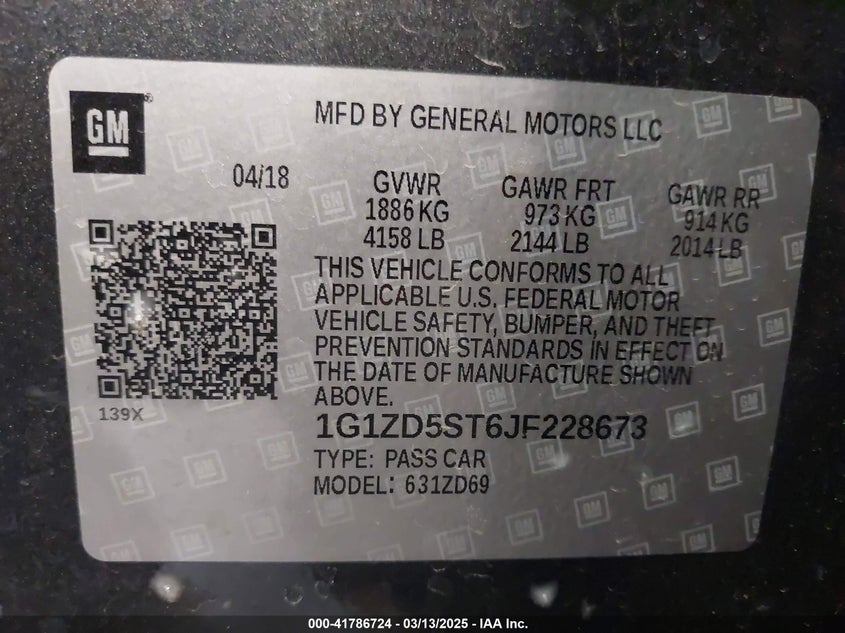 GM
MFD BY GENERAL MOTORS LLC
04/18
GVWR GAWR FRT GAWR RR
1886 KG 973 KG 914 KG
4158 LB 2144 LB 2014 LB
THIS VEHICLE CONFORMS TO ALL
APPLICABLE U.S. FEDERAL MOTOR
VEHICLE SAFETY, BUMPER, AND THEFT
PREVENTION STANDARDS IN EFFECT ON
THE DATE OF MANUFACTURE SHOWN
ABOVE.
139X
1G1ZD5ST6JF228673
TYPE: PASS CAR
MODEL: 631ZD69
000-41786724 — 03/13/2025 — IAA Inc.